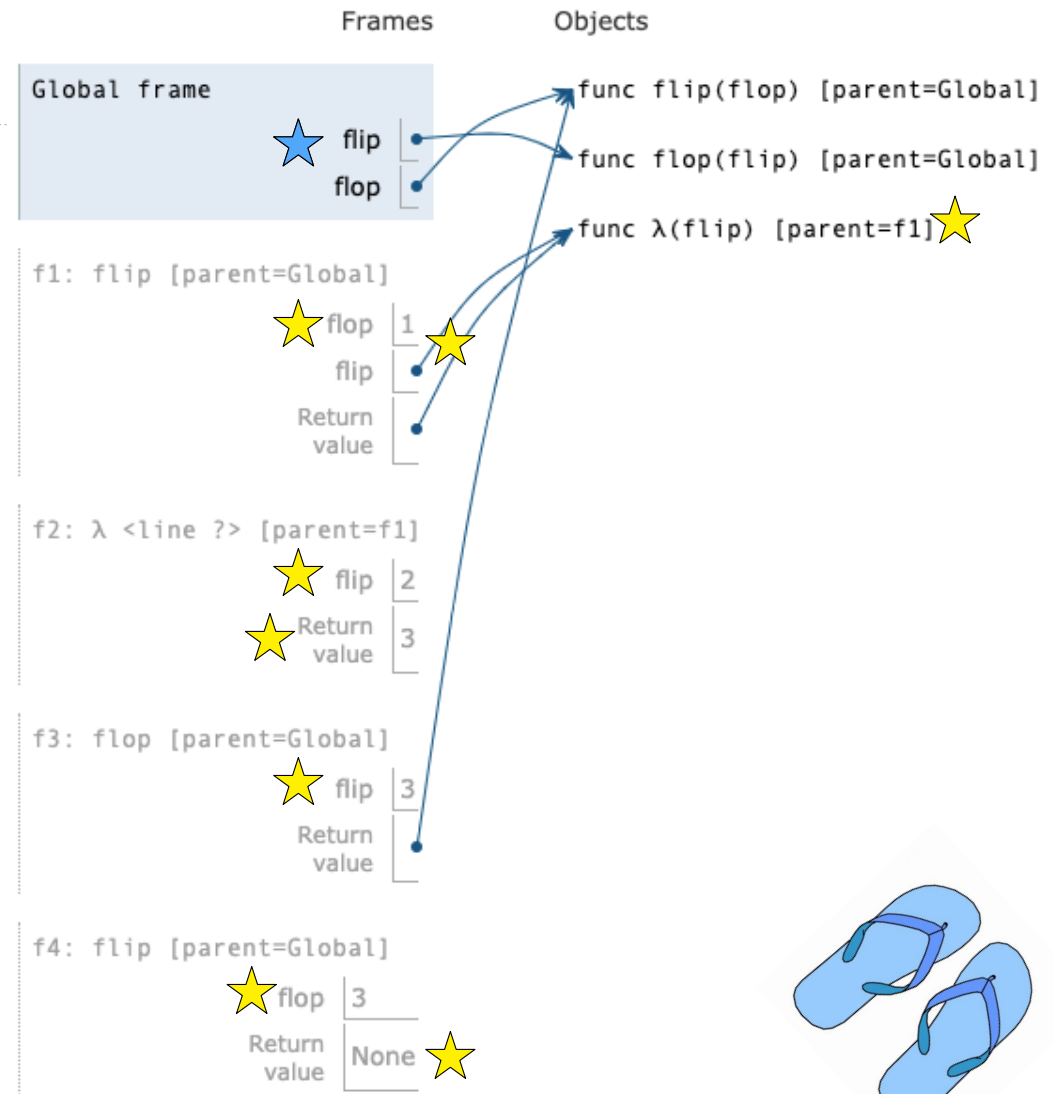 Frames Objects
Global frame
flip
flop
func flip(flop) [parent=Global]
func flop(flip) [parent=Global]
func λ(flip) [parent=f1]
f1: flip [parent=Global]
flop 1
flip
Return
value
f2: λ <line ?> [parent=f1]
flip 2
Return
value 3
f3: flop [parent=Global]
flip 3
Return
value
f4: flip [parent=Global]
flop 3
Return
value None